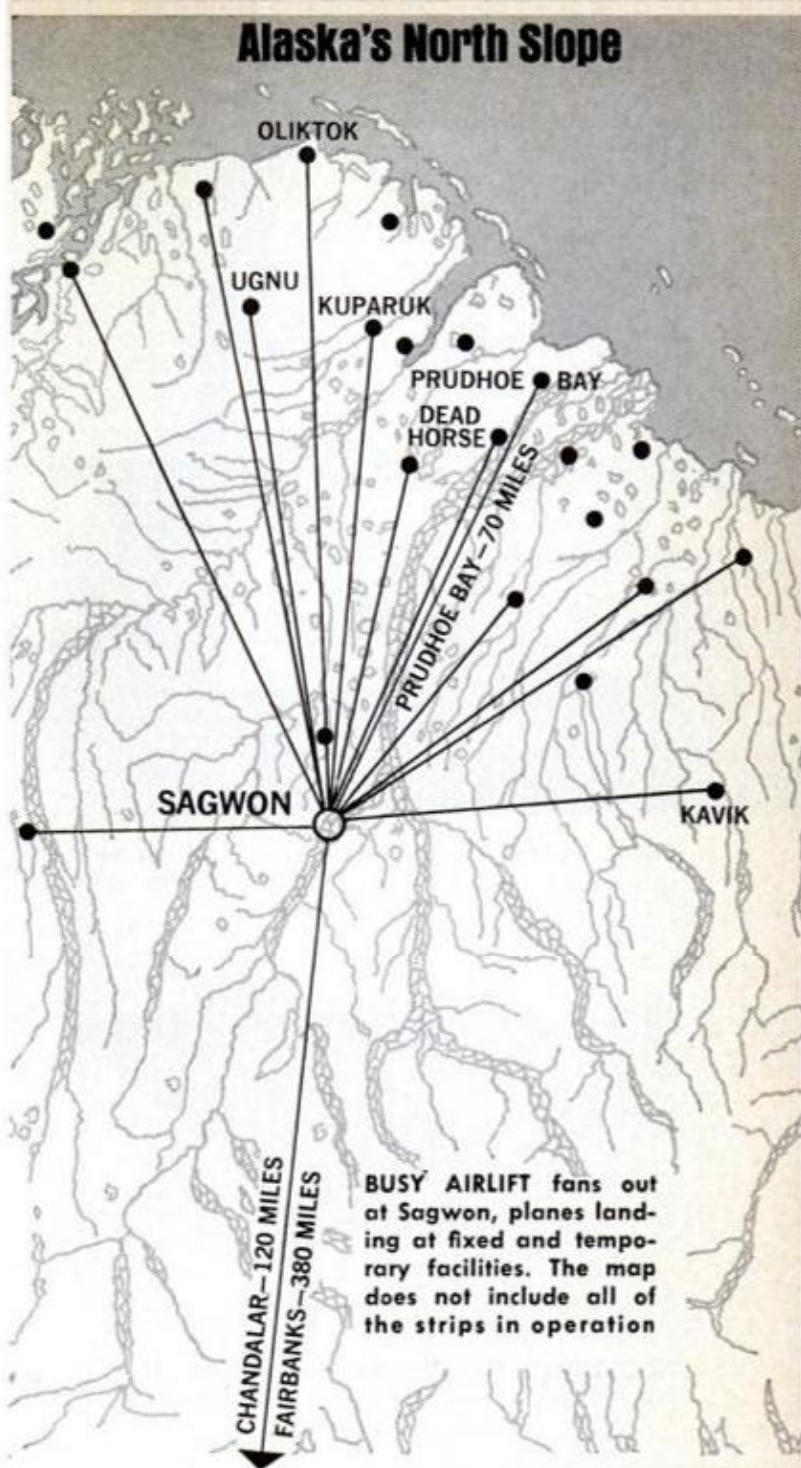 Alaska's North Slope
OLIKTOK
UGNU
KUPARUK
PRUDHOE BAY
DEAD
HORSE
PRUDHOE BAY—70 MILES
SAGWON
KAVIK
CHANDALAR—120 MILES
FAIRBANKS—380 MILES
BUSY AIRLIFT fans out
at Sagwon, planes land-
ing at fixed and tempo-
rary facilities. The map
does not include all of
the strips in operation